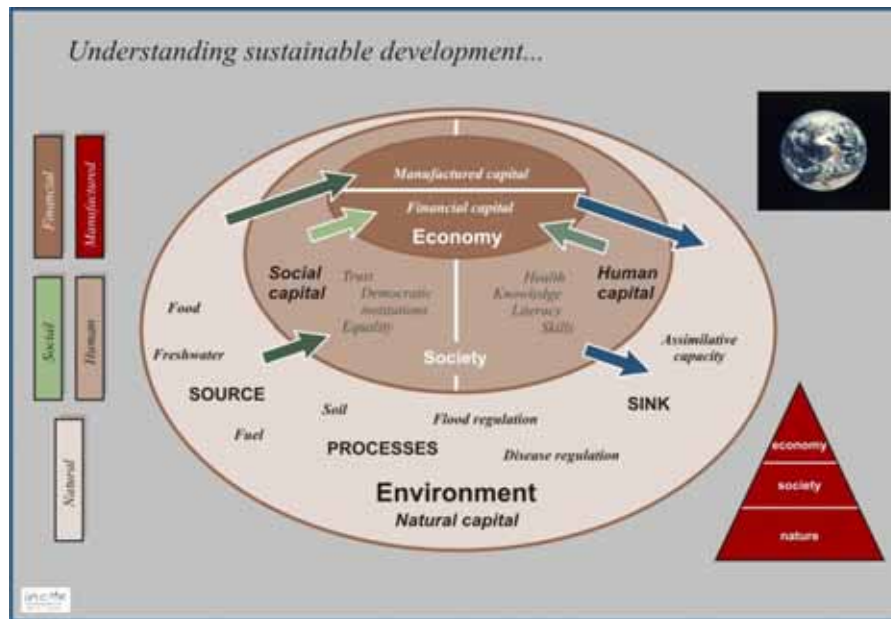 Understanding sustainable development...
Financial
Manufactured
Social
Human
Natural
Manufactured capital
Financial capital
Economy
Social
capital
Trust
Democratic
institutions
Equality
Health
Knowledge
Literacy
Skills
Human
capital
Society
Food
Freshwater
SOURCE
Fuel
Soil
PROCESSES
Flood regulation
Disease regulation
Assimilative
capacity
SINK
Environment
Natural capital
economy
society
nature